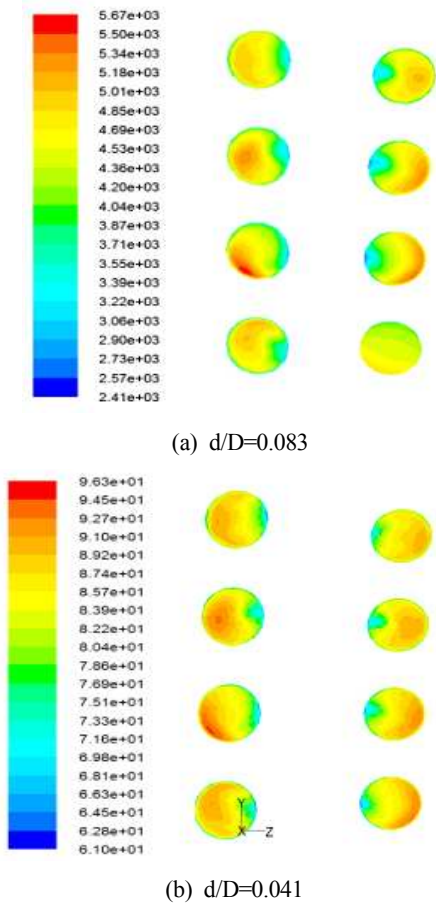 5.67e+03
5.50e+03
5.34e+03
5.18e+03
5.01e+03
4.85e+03
4.69e+03
4.53e+03
4.36e+03
4.20e+03
4.04e+03
3.87e+03
3.71e+03
3.55e+03
3.39e+03
3.22e+03
3.06e+03
2.90e+03
2.73e+03
2.57e+03
2.41e+03
(a) d/D=0.083
9.63e+01
9.45e+01
9.27e+01
9.10e+01
8.92e+01
8.74e+01
8.57e+01
8.39e+01
8.22e+01
8.04e+01
7.86e+01
7.69e+01
7.51e+01
7.33e+01
7.16e+01
6.98e+01
6.81e+01
6.63e+01
6.45e+01
6.28e+01
6.10e+01
Y
X Z
(b) d/D=0.041